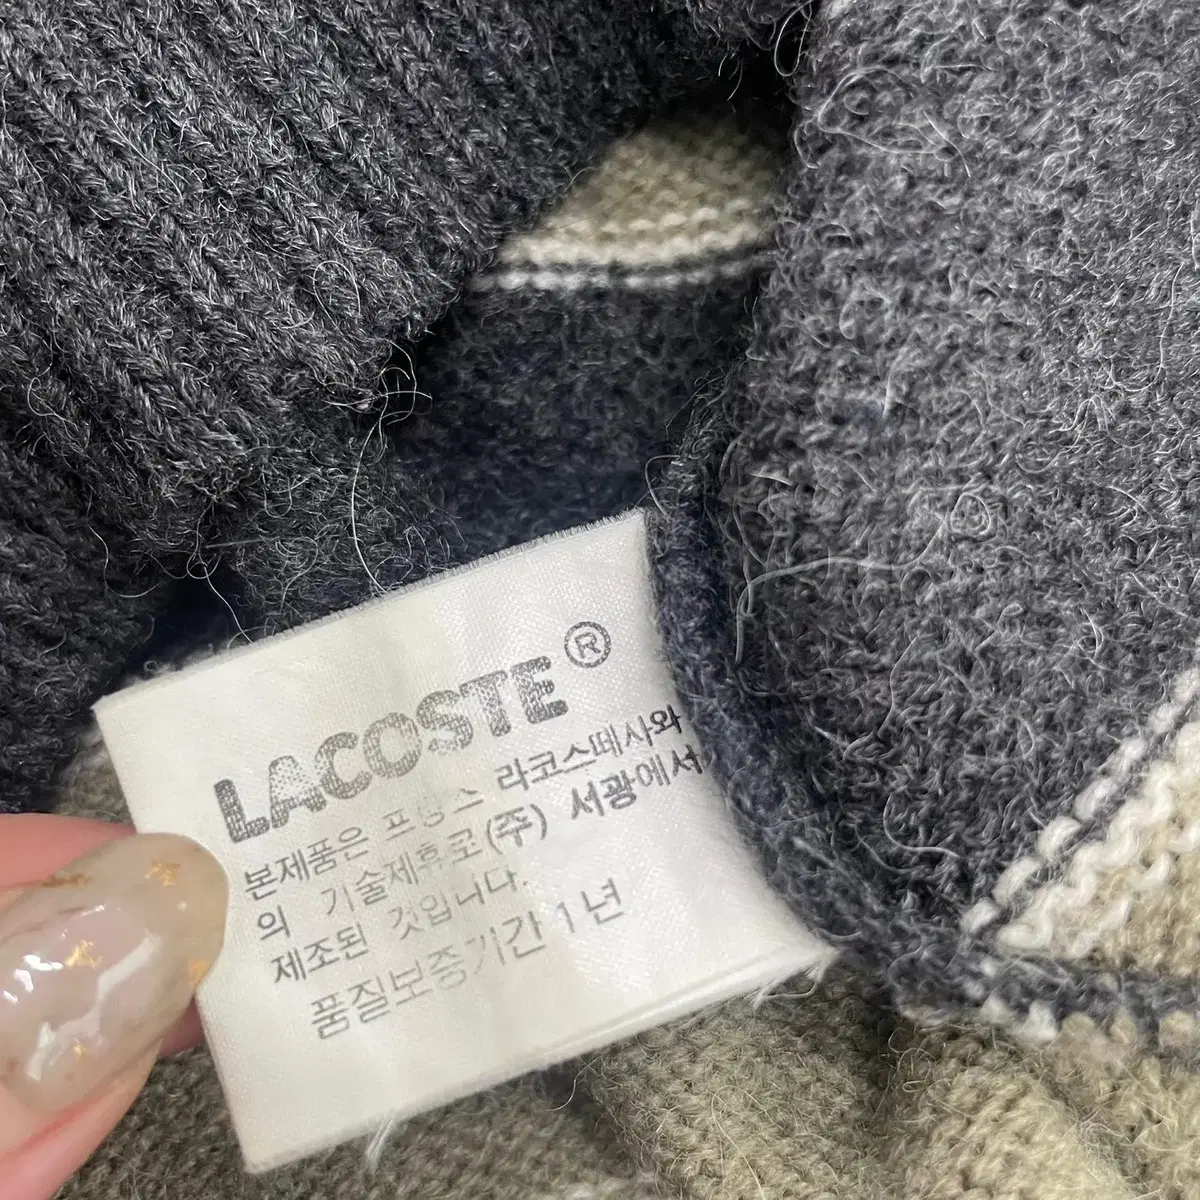 LACOSTE®
본제품은 프랑스 라코스떼사와
의 기술제휴로(주) 서광에서
제조된 것입니다.
품질보증기간 1년